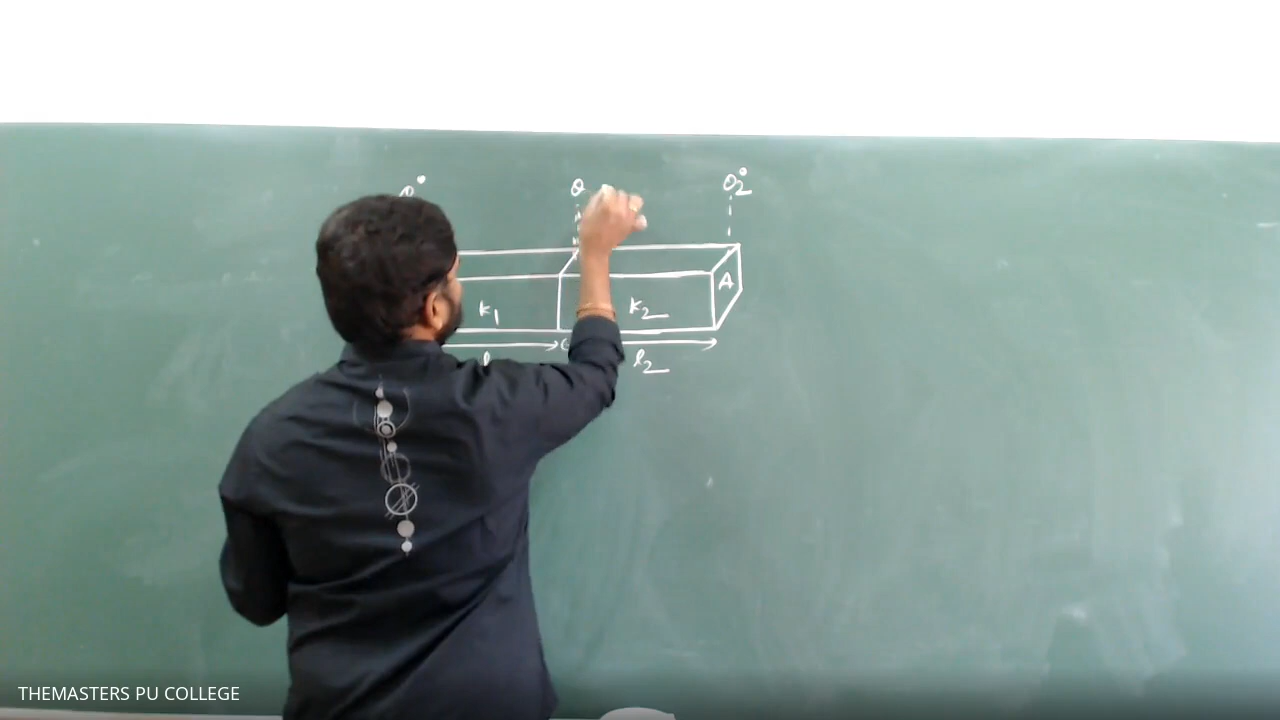 θ θ₂°
K₁ K₂ A
l₂
THEMASTERS PU COLLEGE